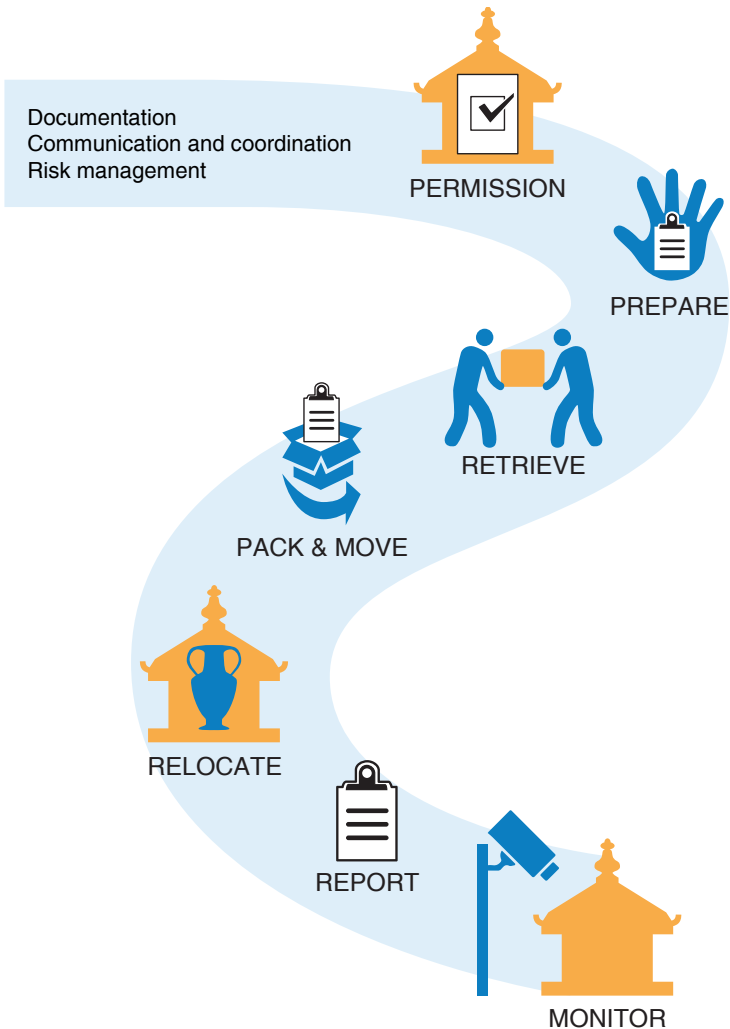 Documentation
Communication and coordination
Risk management
PERMISSION
PREPARE
RETRIEVE
PACK & MOVE
RELOCATE
REPORT
MONITOR